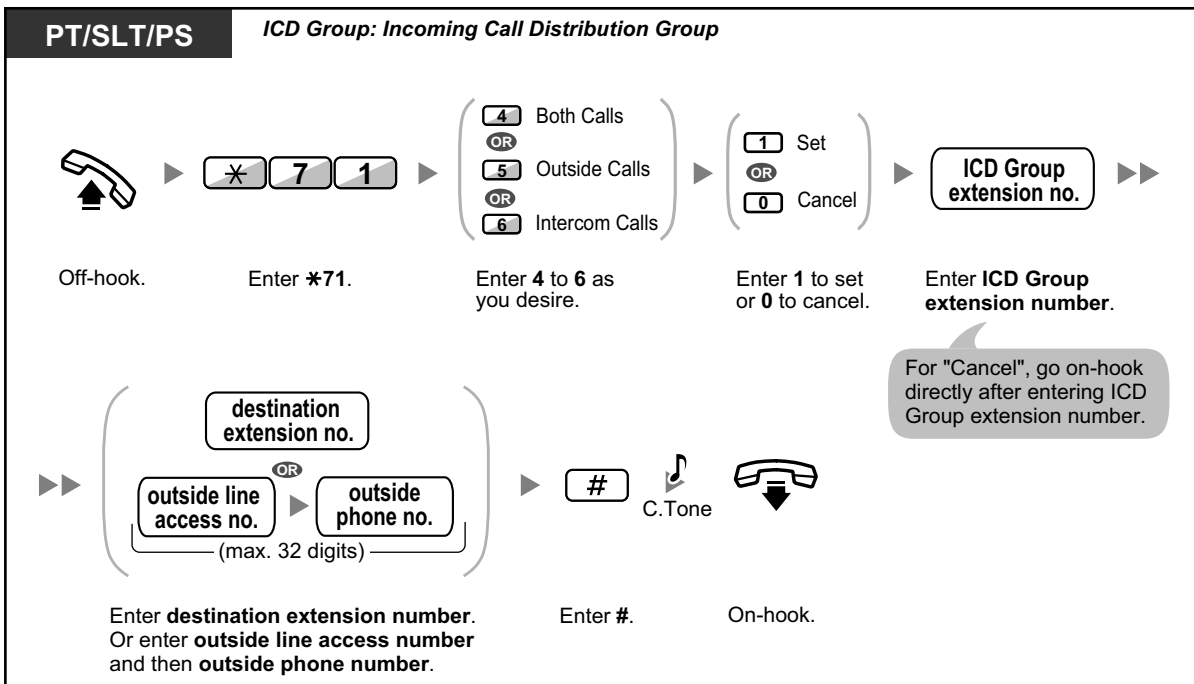 PT/SLT/PS
ICD Group: Incoming Call Distribution Group
4 Both Calls
OR
5 Outside Calls
OR
6 Intercom Calls
1 Set
OR
0 Cancel
✳ 7 1
ICD Group
extension no.
Off-hook.
Enter ✳71.
Enter 4 to 6 as
you desire.
Enter 1 to set
or 0 to cancel.
Enter ICD Group
extension number.
For "Cancel", go on-hook
directly after entering ICD
Group extension number.
destination
extension no.
OR
outside line
access no.
outside
phone no.
(max. 32 digits)
#
C.Tone
Enter destination extension number.
Or enter outside line access number
and then outside phone number.
Enter #.
On-hook.